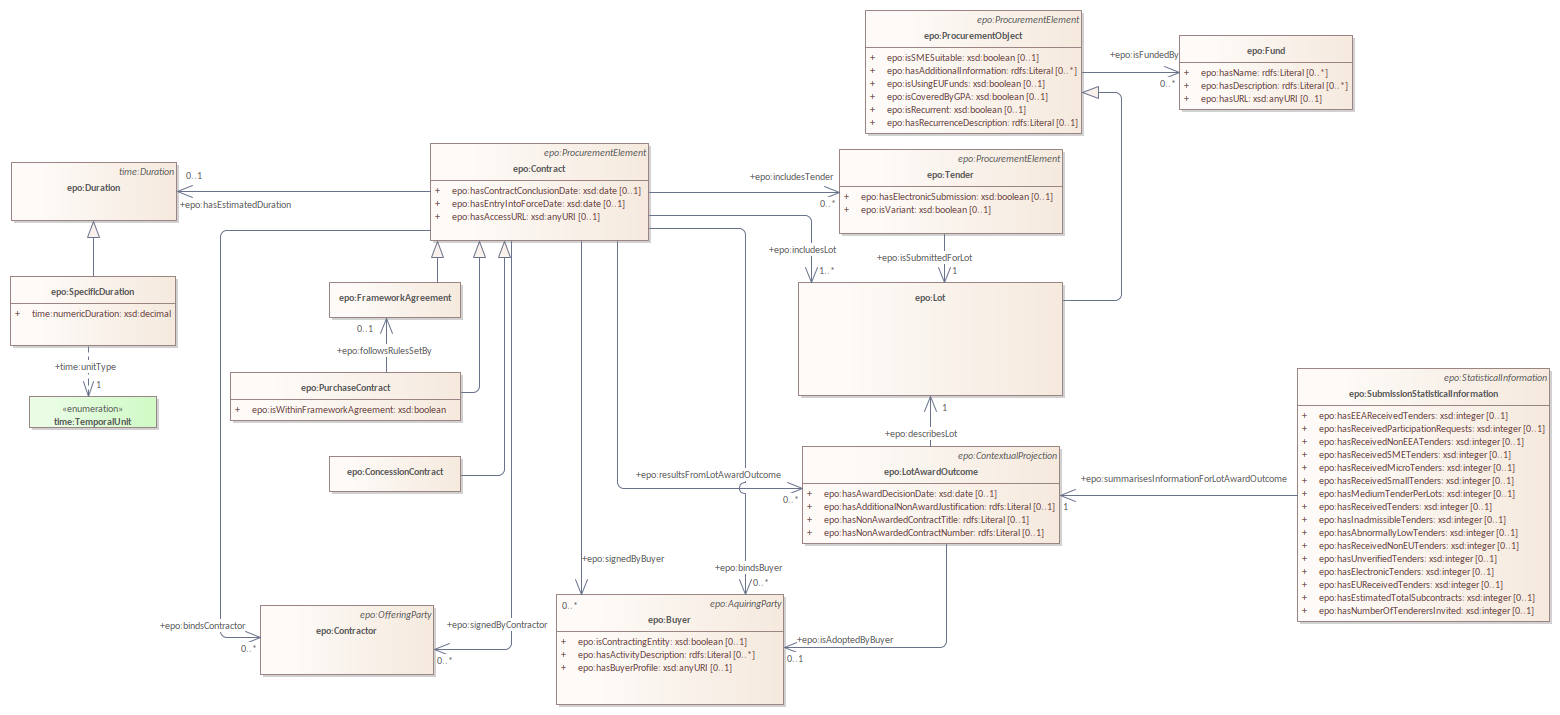 epo:ProcurementElement
epo:ProcurementObject
+ epo:isSMESuitable: xsd:boolean [0..1]
+ epo:hasAdditionalInformation: rdfs:Literal [0..*]
+ epo:isUsingEUFunds: xsd:boolean [0..1]
+ epo:isCoveredByGPA: xsd:boolean [0..1]
+ epo:isRecurrent: xsd:boolean [0..1]
+ epo:hasRecurrenceDescription: rdfs:Literal [0..1]
+epo:isFundedBy
0..*
epo:Fund
+ epo:hasName: rdfs:Literal [0..*]
+ epo:hasDescription: rdfs:Literal [0..*]
+ epo:hasURL: xsd:anyURI [0..1]
time:Duration
epo:Duration
0..1
+epo:hasEstimatedDuration
epo:ProcurementElement
epo:Contract
+ epo:hasContractConclusionDate: xsd:date [0..1]
+ epo:hasEntryIntoForceDate: xsd:date [0..1]
+ epo:hasAccessURL: xsd:anyURI [0..1]
+epo:includesTender
0..*
epo:ProcurementElement
epo:Tender
+ epo:hasElectronicSubmission: xsd:boolean [0..1]
+ epo:isVariant: xsd:boolean [0..1]
+epo:includesLot
1..*
+epo:isSubmittedForLot
1
epo:SpecificDuration
+ time:numericDuration: xsd:decimal
+time:unitType
1
«enumeration»
time:TemporalUnit
epo:FrameworkAgreement
0..1
+epo:followsRulesSetBy
epo:PurchaseContract
+ epo:isWithinFrameworkAgreement: xsd:boolean
epo:ConcessionContract
epo:Lot
1
+epo:describesLot
+epo:resultsFromLotAwardOutcome
0..*
epo:ContextualProjection
epo:LotAwardOutcome
+ epo:hasAwardDecisionDate: xsd:date [0..1]
+ epo:hasAdditionalNonAwardJustification: rdfs:Literal [0..1]
+ epo:hasNonAwardedContractTitle: rdfs:Literal [0..1]
+ epo:hasNonAwardedContractNumber: rdfs:Literal [0..1]
+epo:summarisesInformationForLotAwardOutcome
1
epo:StatisticalInformation
epo:SubmissionStatisticalInformation
+ epo:hasEEAReceivedTenders: xsd:integer [0..1]
+ epo:hasReceivedParticipationRequests: xsd:integer [0..1]
+ epo:hasReceivedNonEEATenders: xsd:integer [0..1]
+ epo:hasReceivedSMETenders: xsd:integer [0..1]
+ epo:hasReceivedMicroTenders: xsd:integer [0..1]
+ epo:hasReceivedSmallTenders: xsd:integer [0..1]
+ epo:hasMediumTenderPerLots: xsd:integer [0..1]
+ epo:hasReceivedTenders: xsd:integer [0..1]
+ epo:hasInadmissibleTenders: xsd:integer [0..1]
+ epo:hasAbnormallyLowTenders: xsd:integer [0..1]
+ epo:hasReceivedNonEUTenders: xsd:integer [0..1]
+ epo:hasUnverifiedTenders: xsd:integer [0..1]
+ epo:hasElectronicTenders: xsd:integer [0..1]
+ epo:hasEUReceivedTenders: xsd:integer [0..1]
+ epo:hasEstimatedTotalSubcontracts: xsd:integer [0..1]
+ epo:hasNumberOfTenderersInvited: xsd:integer [0..1]
+epo:signedByBuyer
0..*
+epo:bindsBuyer
0..*
+epo:bindsContractor
0..*
epo:OfferingParty
epo:Contractor
+epo:signedByContractor
0..*
epo:AquiringParty
epo:Buyer
+ epo:isContractingEntity: xsd:boolean [0..1]
+ epo:hasActivityDescription: rdfs:Literal [0..*]
+ epo:hasBuyerProfile: xsd:anyURI [0..1]
+epo:isAdoptedByBuyer
0..1